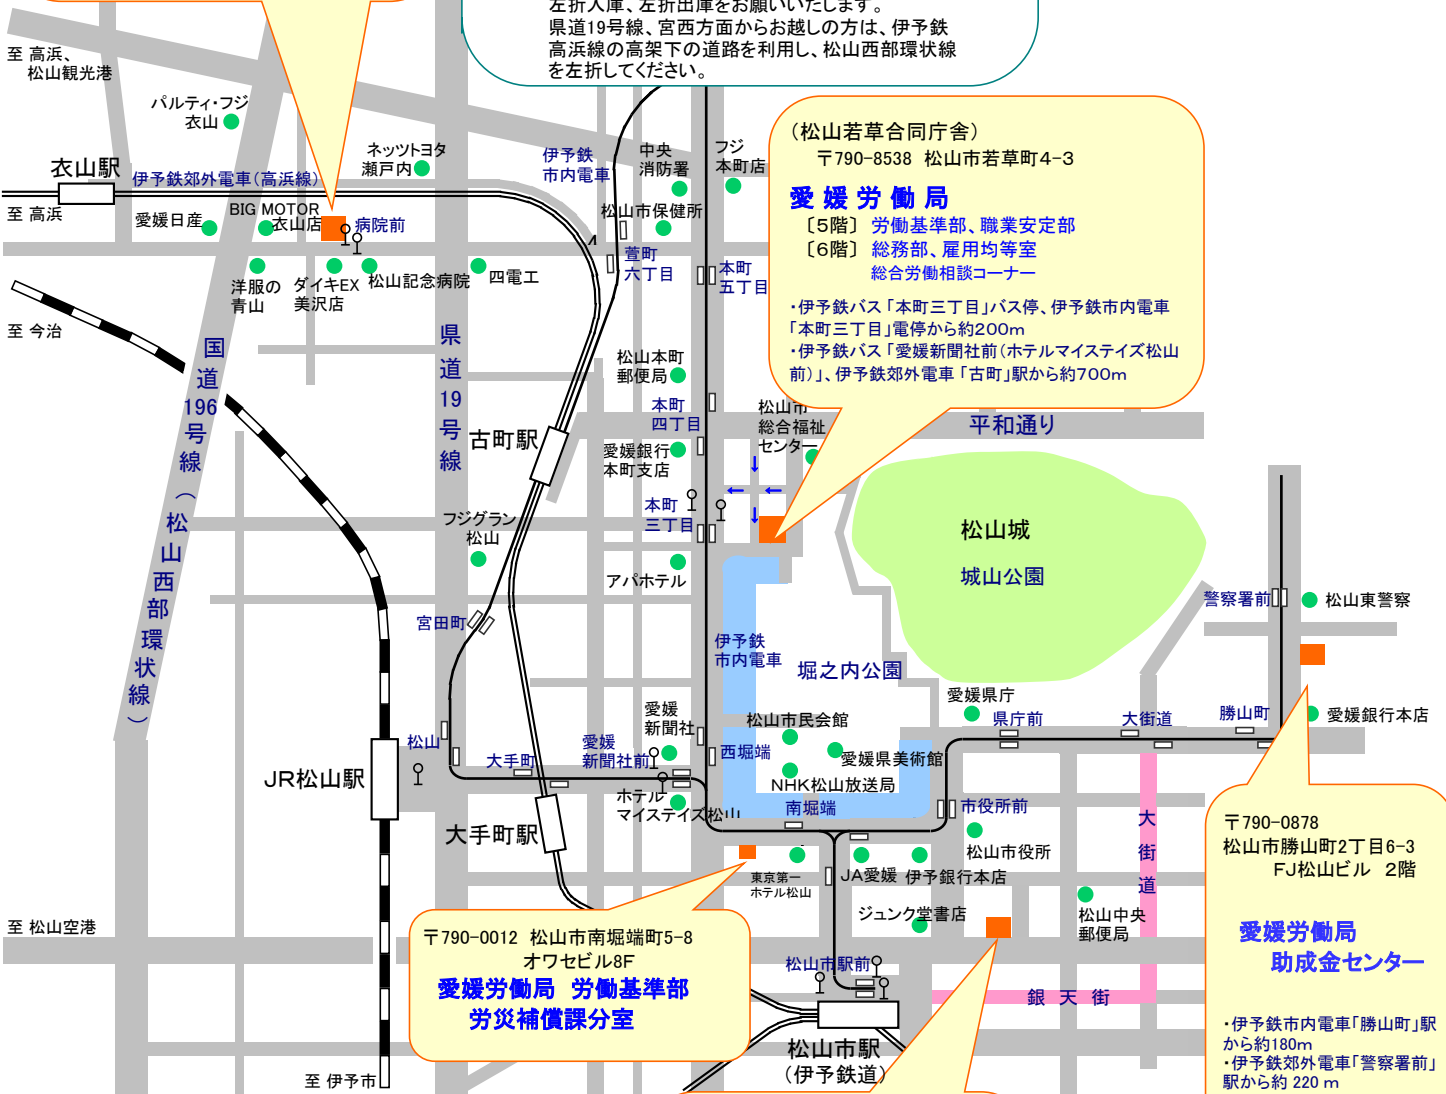 左折入庫、左折出庫をお願いいたします。
県道19号線、宮西方面からお越しの方は、伊予鉄
高浜線の高架下の道路を利用し、松山西部環状線
を左折してください。
至 高浜、
松山観光港
パルティ・フジ
衣山
ネッツトヨタ
瀬戸内
伊予鉄
市内電車
中央
消防署
フジ
本町店
衣山駅
伊予鉄郊外電車(高浜線)
至 高浜
愛媛日産
BIG MOTOR
衣山店
病院前
松山市保健所
萱町
六丁目
本町
五丁目
洋服の
青山
ダイキEX
美沢店
松山記念病院
四電工
至 今治
(松山若草合同庁舎)
〒790-8538 松山市若草町4-3
愛媛労働局
〔5階〕 労働基準部、職業安定部
〔6階〕 総務部、雇用均等室
総合労働相談コーナー
・伊予鉄バス「本町三丁目」バス停、伊予鉄市内電車
「本町三丁目」電停から約200m
・伊予鉄バス「愛媛新聞社前(ホテルマイステイズ松山
前)」、伊予鉄郊外電車「古町」駅から約700m
国道196号線(松山西部環状線)
県道19号線
松山本町
郵便局
本町
四丁目
松山市
総合福祉
センター
平和通り
古町駅
愛媛銀行
本町支店
本町
三丁目
フジグラン
松山
アパホテル
松山城
城山公園
宮田町
伊予鉄
市内電車
堀之内公園
警察署前
松山東警察
愛媛
新聞社
松山市民会館
愛媛県庁
県庁前
大街道
勝山町
愛媛銀行本店
松山
大手町
愛媛
新聞社前
西堀端
愛媛県美術館
NHK松山放送局
JR松山駅
ホテル
マイステイズ松山
南堀端
市役所前
大手町駅
松山市役所
大街道
東京第一
ホテル松山
JA愛媛
伊予銀行本店
ジュンク堂書店
松山中央
郵便局
至 松山空港
〒790-0012 松山市南堀端町5-8
オワセビル8F
愛媛労働局 労働基準部
労災補償課分室
松山市駅前
銀天街
松山市駅
(伊予鉄道)
至 伊予市
〒790-0878
松山市勝山町2丁目6-3
FJ松山ビル 2階
愛媛労働局
助成金センター
・伊予鉄市内電車「勝山町」駅
から約180m
・伊予鉄郊外電車「警察署前」
駅から約 220 m